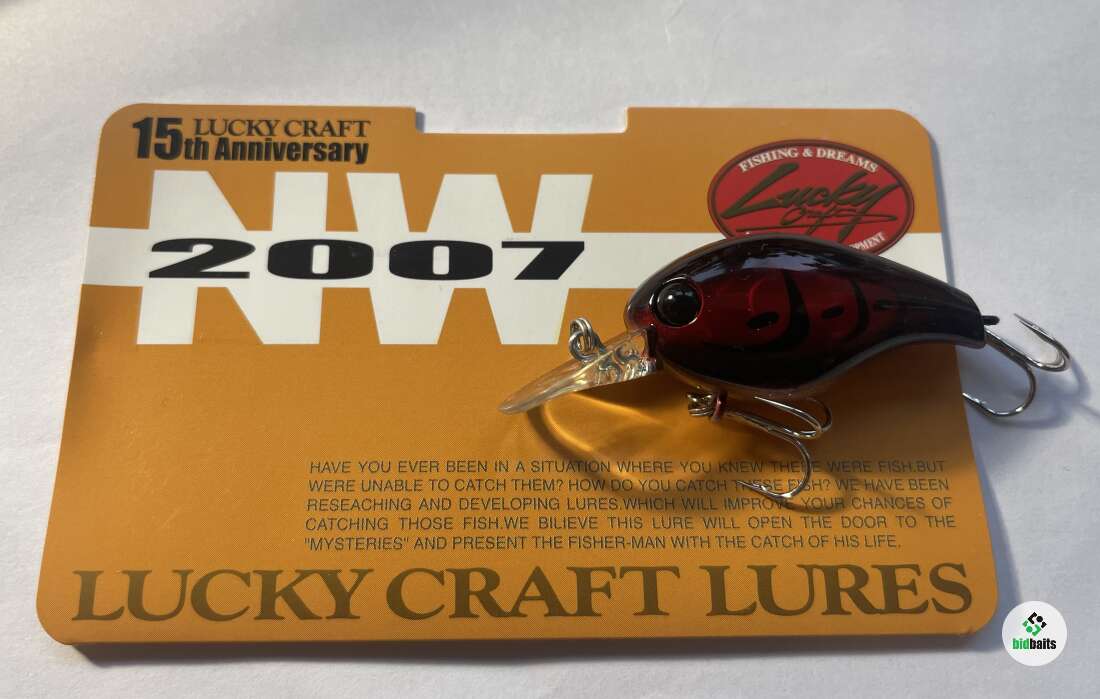 15th LUCKY CRAFT
Anniversary
NW
2007
FISHING & DREAMS
Lucky
Craft
HAVE YOU EVER BEEN IN A SITUATION WHERE YOU KNEW THERE WERE FISH.BUT
WERE UNABLE TO CATCH THEM? HOW DO YOU CATCH THESE FISH? WE HAVE BEEN
RESEACHING AND DEVELOPING LURES.WHICH WILL IMPROVE YOUR CHANCES OF
CATCHING THOSE FISH.WE BILIEVE THIS LURE WILL OPEN THE DOOR TO THE
"MYSTERIES" AND PRESENT THE FISHER-MAN WITH THE CATCH OF HIS LIFE.
LUCKY CRAFT LURES
bidbaits